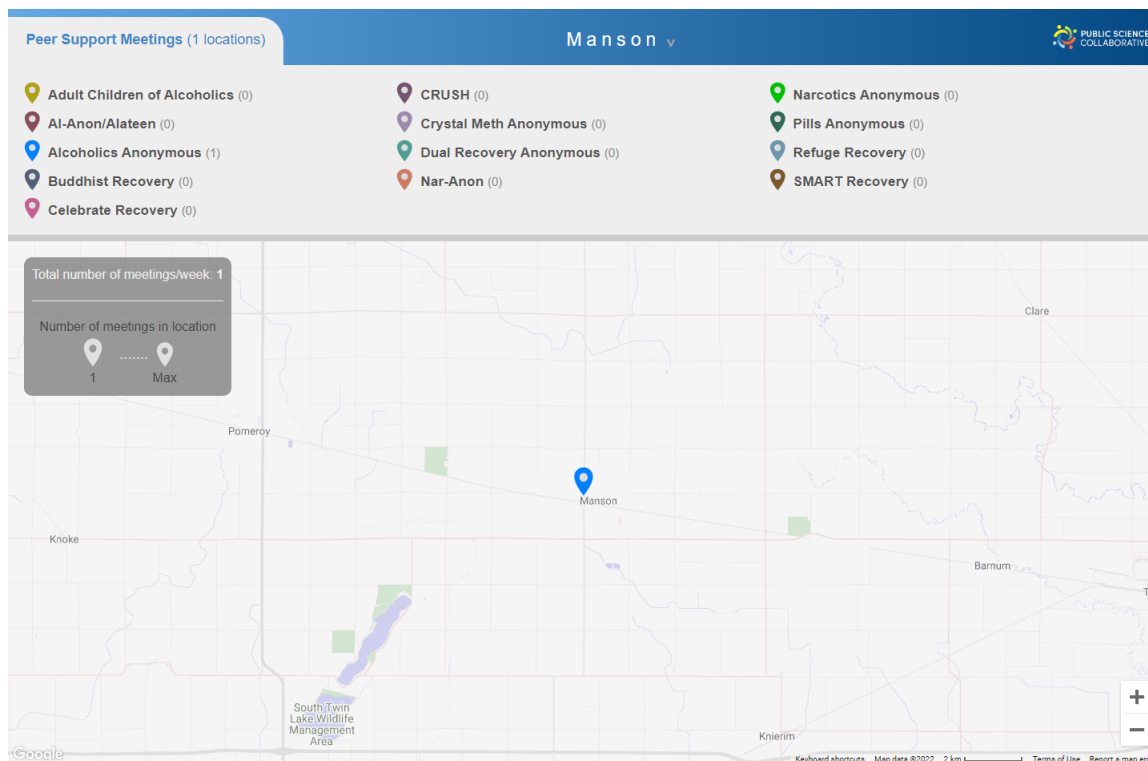 Peer Support Meetings (1 locations)
Manson v
PUBLIC SCIENCE
COLLABORATIVE
Adult Children of Alcoholics (0)
Al-Anon/Alateen (0)
Alcoholics Anonymous (1)
Buddhist Recovery (0)
Celebrate Recovery (0)
CRUSH (0)
Crystal Meth Anonymous (0)
Dual Recovery Anonymous (0)
Nar-Anon (0)
Narcotics Anonymous (0)
Pills Anonymous (0)
Refuge Recovery (0)
SMART Recovery (0)
Total number of meetings/week: 1
Number of meetings in location
1 ....... Max
Clare
Pomeroy
Manson
Knoke
Barnum
T
South Twin
Lake Wildlife
Management
Area
Knierim
+
−
Google
Keyboard shortcuts Map data ©2022 2 km Terms of Use Report a map er